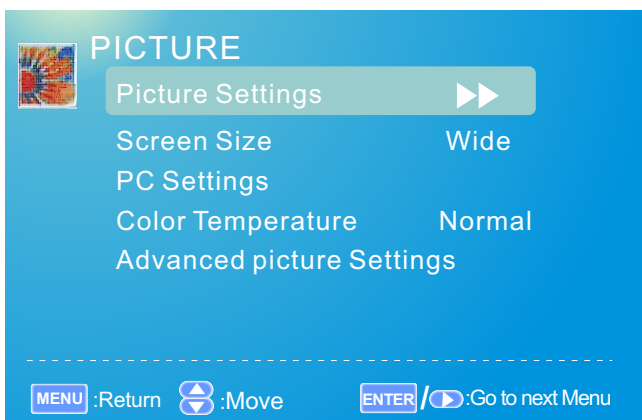 PICTURE
Picture Settings
Screen Size Wide
PC Settings
Color Temperature Normal
Advanced picture Settings
MENU :Return :Move ENTER / :Go to next Menu